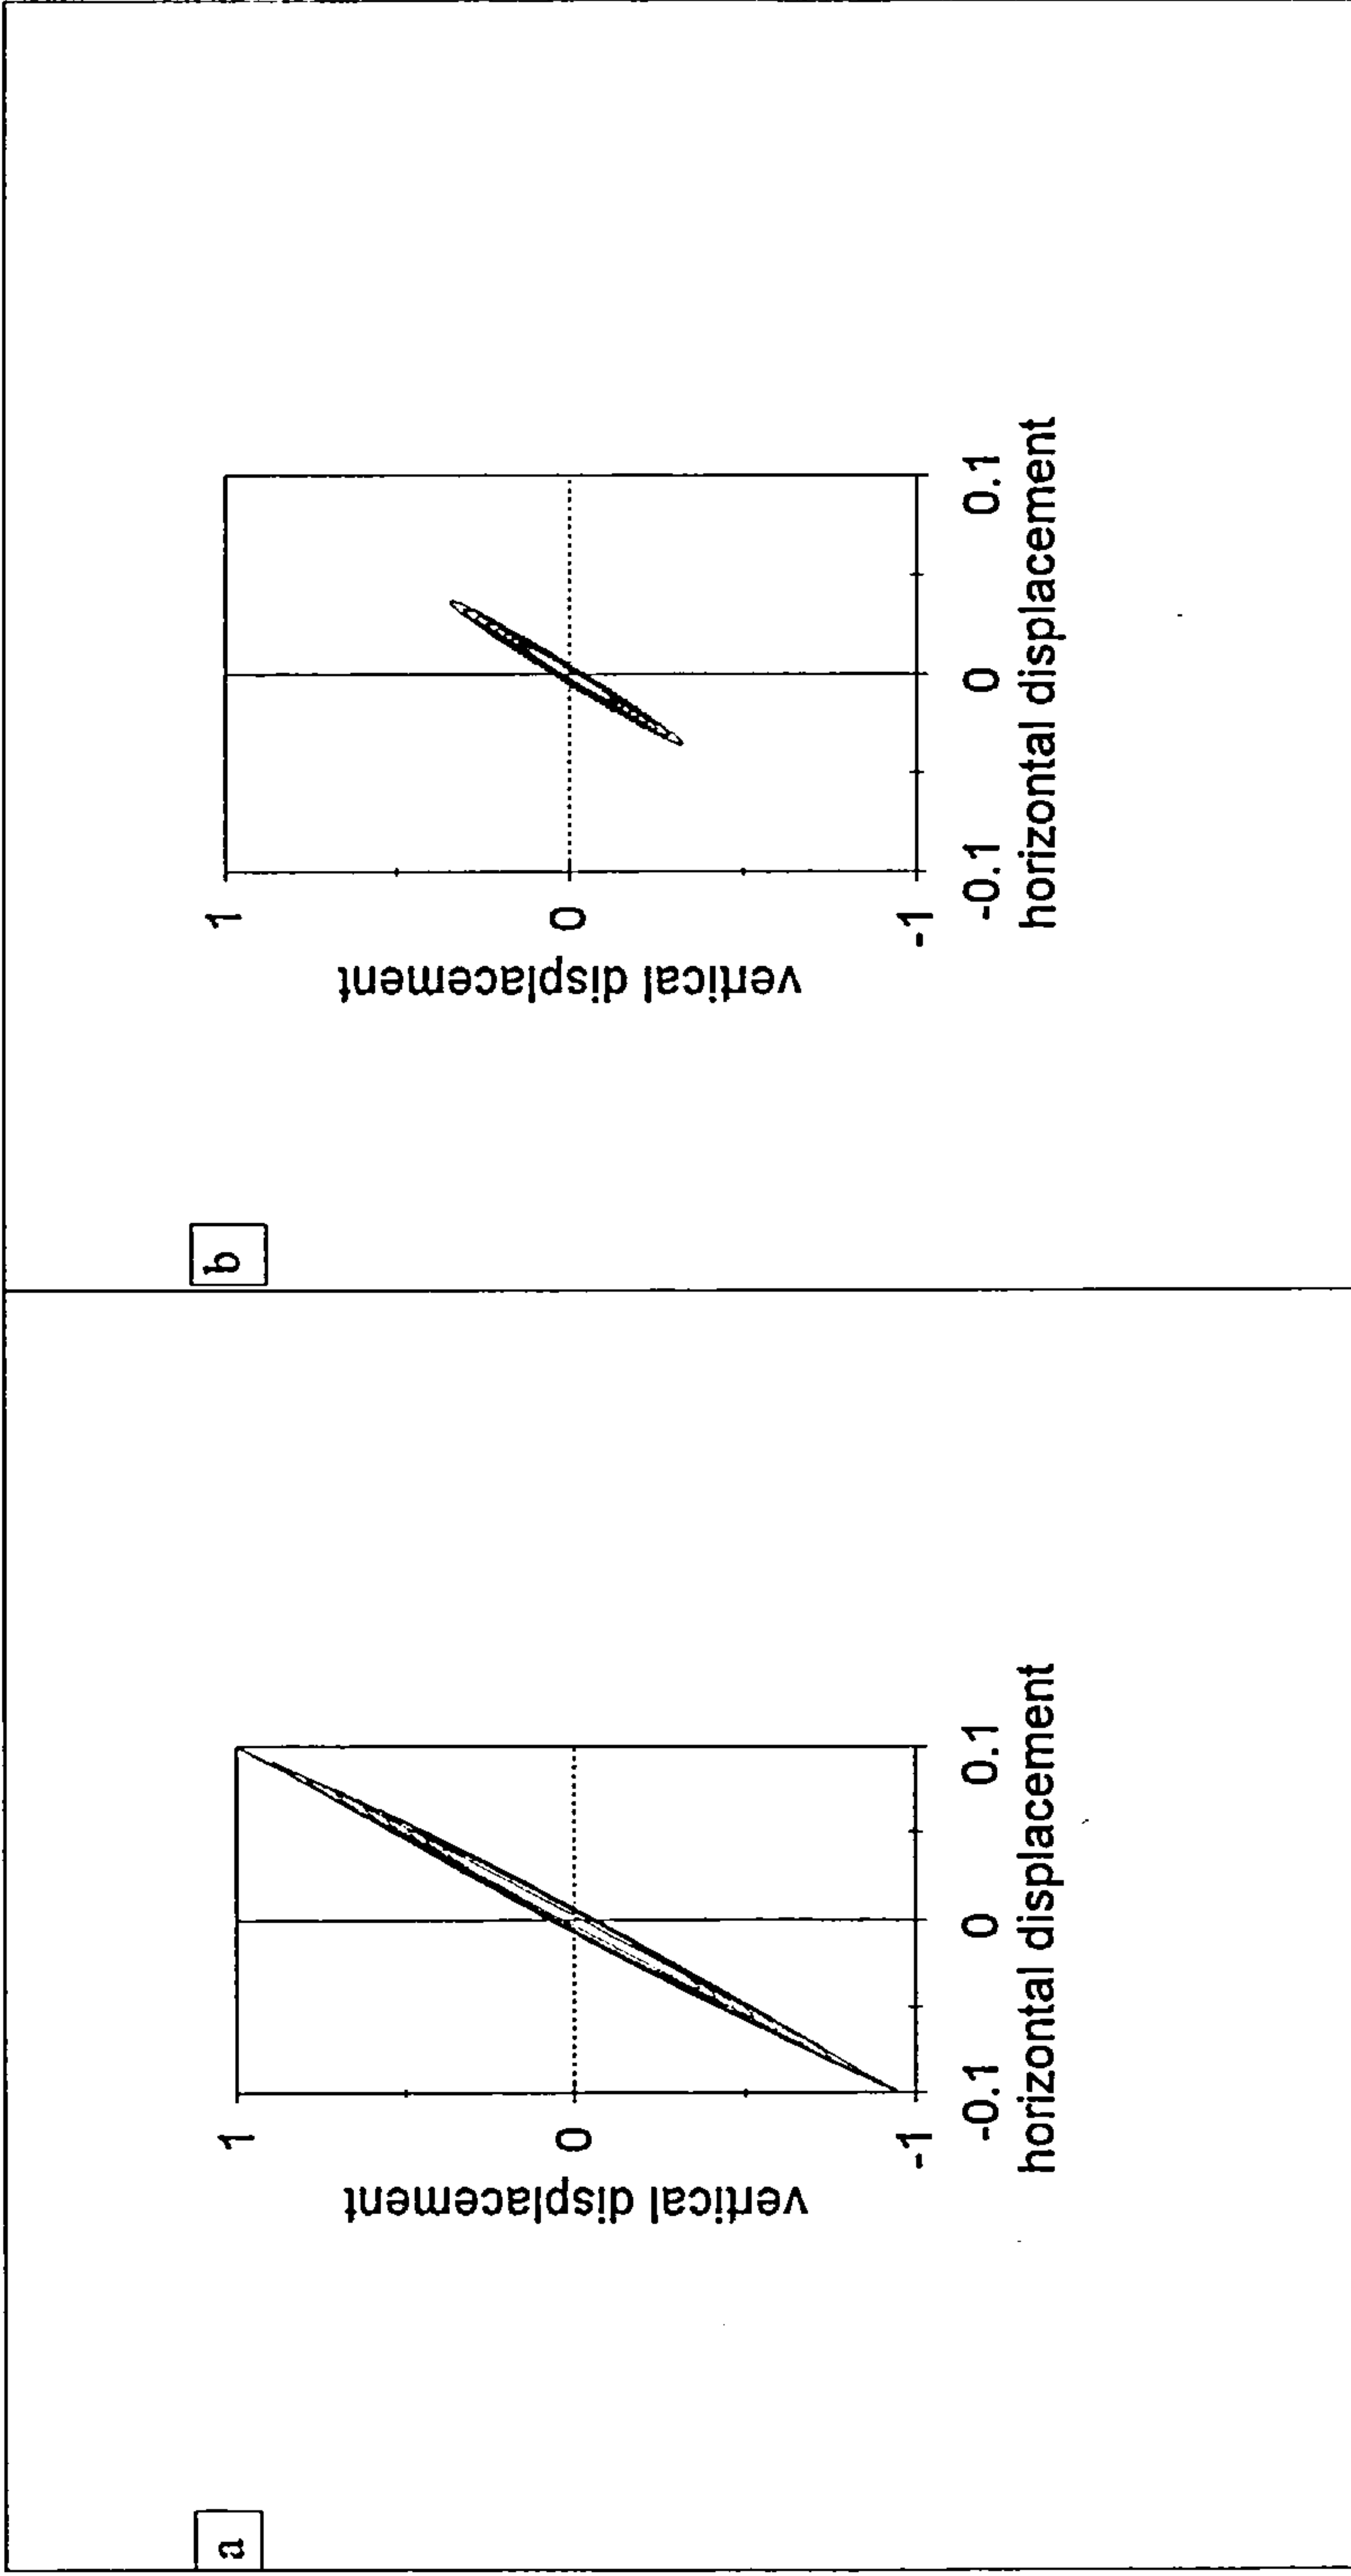 a
vertical displacement
1
0
-1
-0.1 0 0.1
horizontal displacement
b
vertical displacement
1
0
-1
-0.1 0 0.1
horizontal displacement